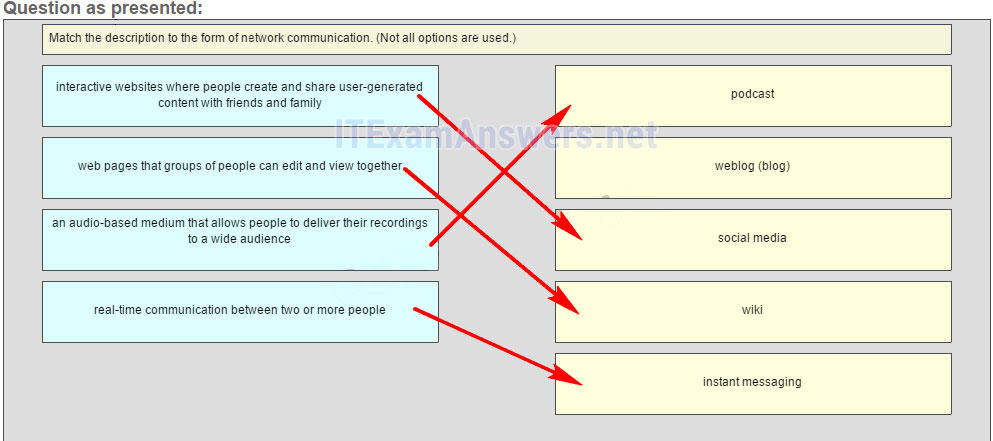 Question as presented:
Match the description to the form of network communication. (Not all options are used.)
interactive websites where people create and share user-generated
content with friends and family
podcast
ITExamAnswers.net
web pages that groups of people can edit and view together
weblog (blog)
an audio-based medium that allows people to deliver their recordings
to a wide audience
social media
real-time communication between two or more people
wiki
instant messaging